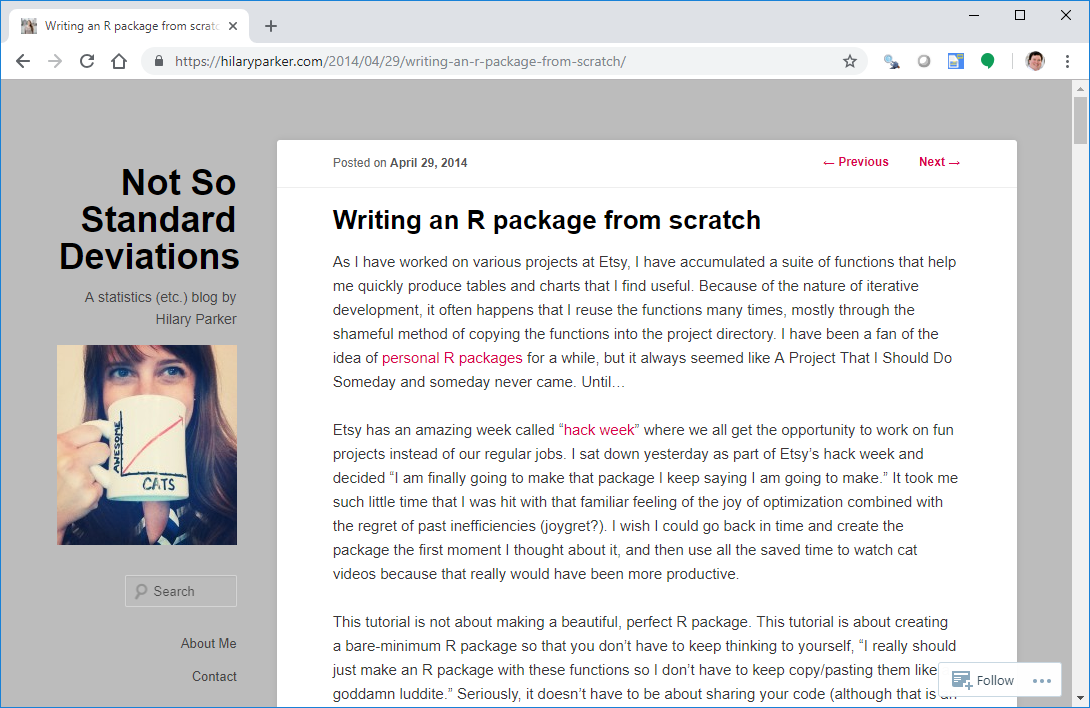 Writing an R package from scratc
https://hilaryparker.com/2014/04/29/writing-an-r-package-from-scratch/
Not So
Standard
Deviations
A statistics (etc.) blog by
Hilary Parker
AWESOME
CATS
Search
About Me
Contact
Posted on April 29, 2014
← Previous
Next →
Writing an R package from scratch
As I have worked on various projects at Etsy, I have accumulated a suite of functions that help
me quickly produce tables and charts that I find useful. Because of the nature of iterative
development, it often happens that I reuse the functions many times, mostly through the
shameful method of copying the functions into the project directory. I have been a fan of the
idea of personal R packages for a while, but it always seemed like A Project That I Should Do
Someday and someday never came. Until…
Etsy has an amazing week called “hack week” where we all get the opportunity to work on fun
projects instead of our regular jobs. I sat down yesterday as part of Etsy’s hack week and
decided “I am finally going to make that package I keep saying I am going to make.” It took me
such little time that I was hit with that familiar feeling of the joy of optimization combined with
the regret of past inefficiencies (joygret?). I wish I could go back in time and create the
package the first moment I thought about it, and then use all the saved time to watch cat
videos because that really would have been more productive.
This tutorial is not about making a beautiful, perfect R package. This tutorial is about creating
a bare-minimum R package so that you don’t have to keep thinking to yourself, “I really should
just make an R package with these functions so I don’t have to keep copy/pasting them like
goddamn luddite.” Seriously, it doesn’t have to be about sharing your code (although that is
Follow